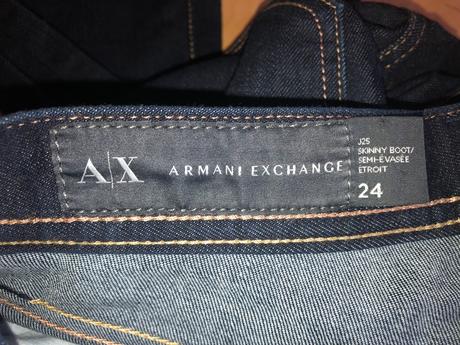 A|X ARMANI EXCHANGE
J25
SKINNY BOOT/
SEMI-ÉVASÉE
ETROIT
24